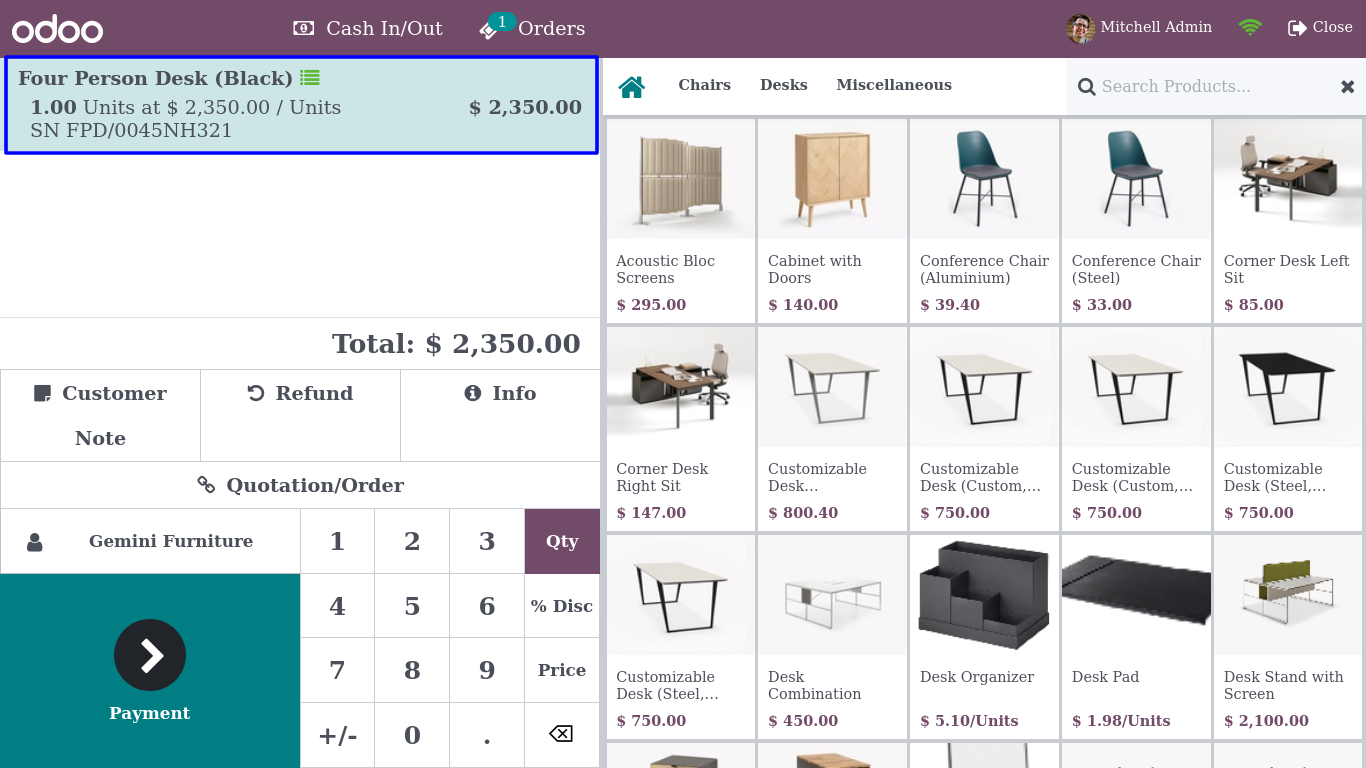 odoo
Cash In/Out
1
Orders
Mitchell Admin
Close
Four Person Desk (Black)
1.00 Units at $ 2,350.00 / Units
$ 2,350.00
SN FPD/0045NH321
Total: $ 2,350.00
Customer
Note
Refund
Info
Quotation/Order
Gemini Furniture
1
2
3
Qty
4
5
6
% Disc
7
8
9
Price
+/-
0
.
Payment
Chairs
Desks
Miscellaneous
Search Products...
Acoustic Bloc
Screens
$ 295.00
Cabinet with
Doors
$ 140.00
Conference Chair
(Aluminium)
$ 39.40
Conference Chair
(Steel)
$ 33.00
Corner Desk Left
Sit
$ 85.00
Corner Desk
Right Sit
$ 147.00
Customizable
Desk...
$ 800.40
Customizable
Desk (Custom,...
$ 750.00
Customizable
Desk (Custom,...
$ 750.00
Customizable
Desk (Steel,...
$ 750.00
Customizable
Desk (Steel,...
$ 750.00
Desk
Combination
$ 450.00
Desk Organizer
$ 5.10/Units
Desk Pad
$ 1.98/Units
Desk Stand with
Screen
$ 2,100.00